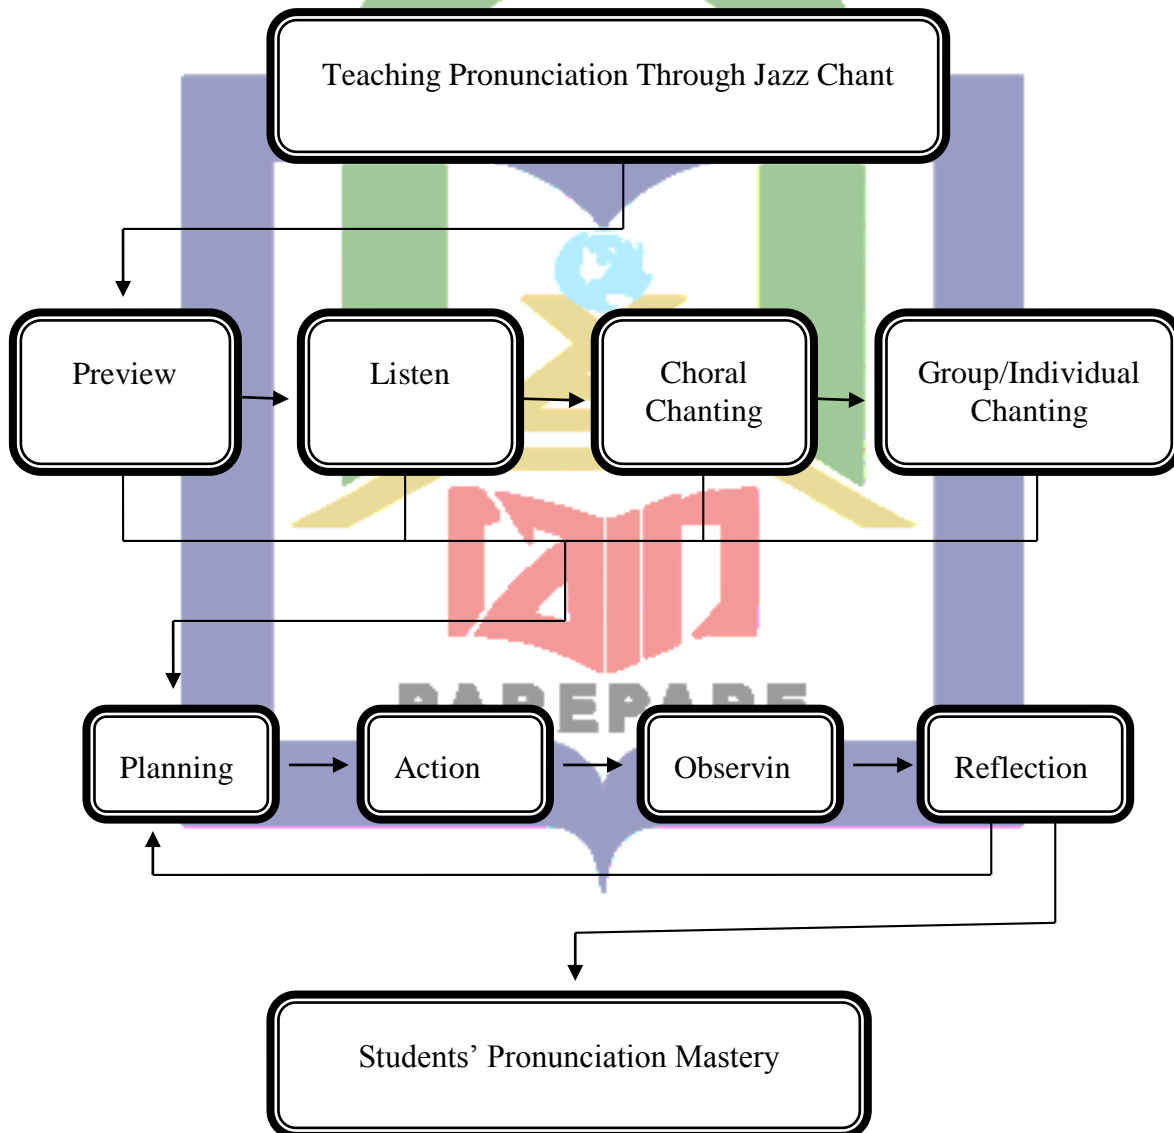 Teaching Pronunciation Through Jazz Chant
Preview
Listen
Choral
Chanting
Group/Individual
Chanting
PAREPARE
Planning
Action
Observin
Reflection
Students’ Pronunciation Mastery